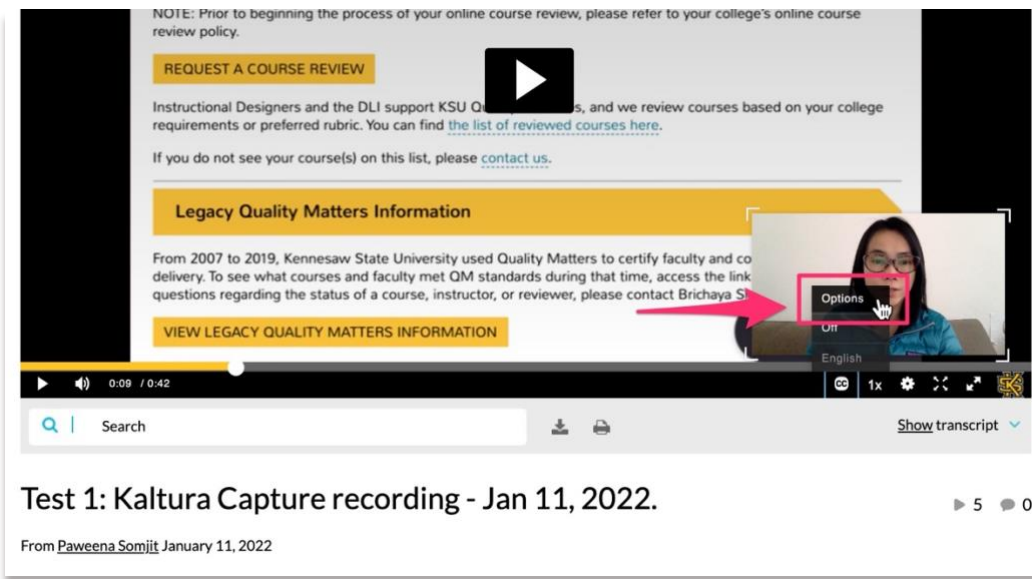 NOTE: Prior to beginning the process of your online course review, please refer to your college's online course
review policy.
REQUEST A COURSE REVIEW
Instructional Designers and the DLI support KSU Qu s, and we review courses based on your college
requirements or preferred rubric. You can find the list of reviewed courses here.
If you do not see your course(s) on this list, please contact us.
Legacy Quality Matters Information
From 2007 to 2019, Kennesaw State University used Quality Matters to certify faculty and co
delivery. To see what courses and faculty met QM standards during that time, access the link
questions regarding the status of a course, instructor, or reviewer, please contact Brichaya S
VIEW LEGACY QUALITY MATTERS INFORMATION
Options
Off
English
0:09 / 0:42
CC
1x
Search
Show transcript
Test 1: Kaltura Capture recording - Jan 11, 2022.
5
0
From Paweena Somjit January 11, 2022